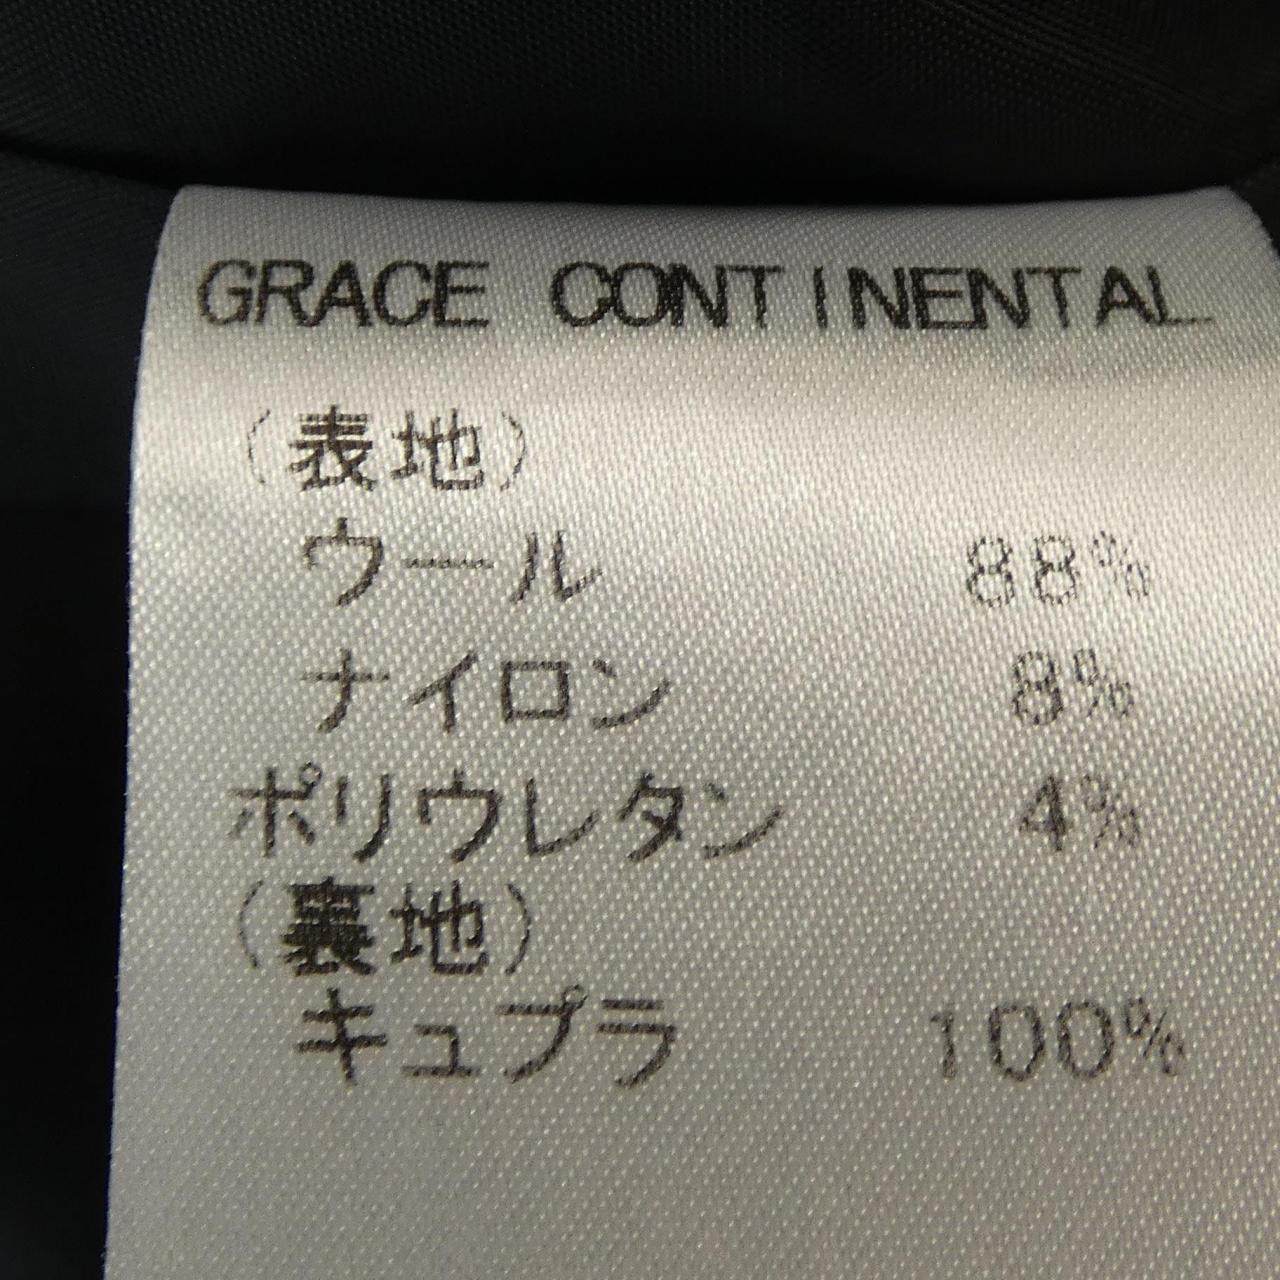 GRACE CONTINENTAL
(表地)
ウール 88%
ナイロン 8%
ポリウレタン 4%
(裏地)
キュプラ 100%